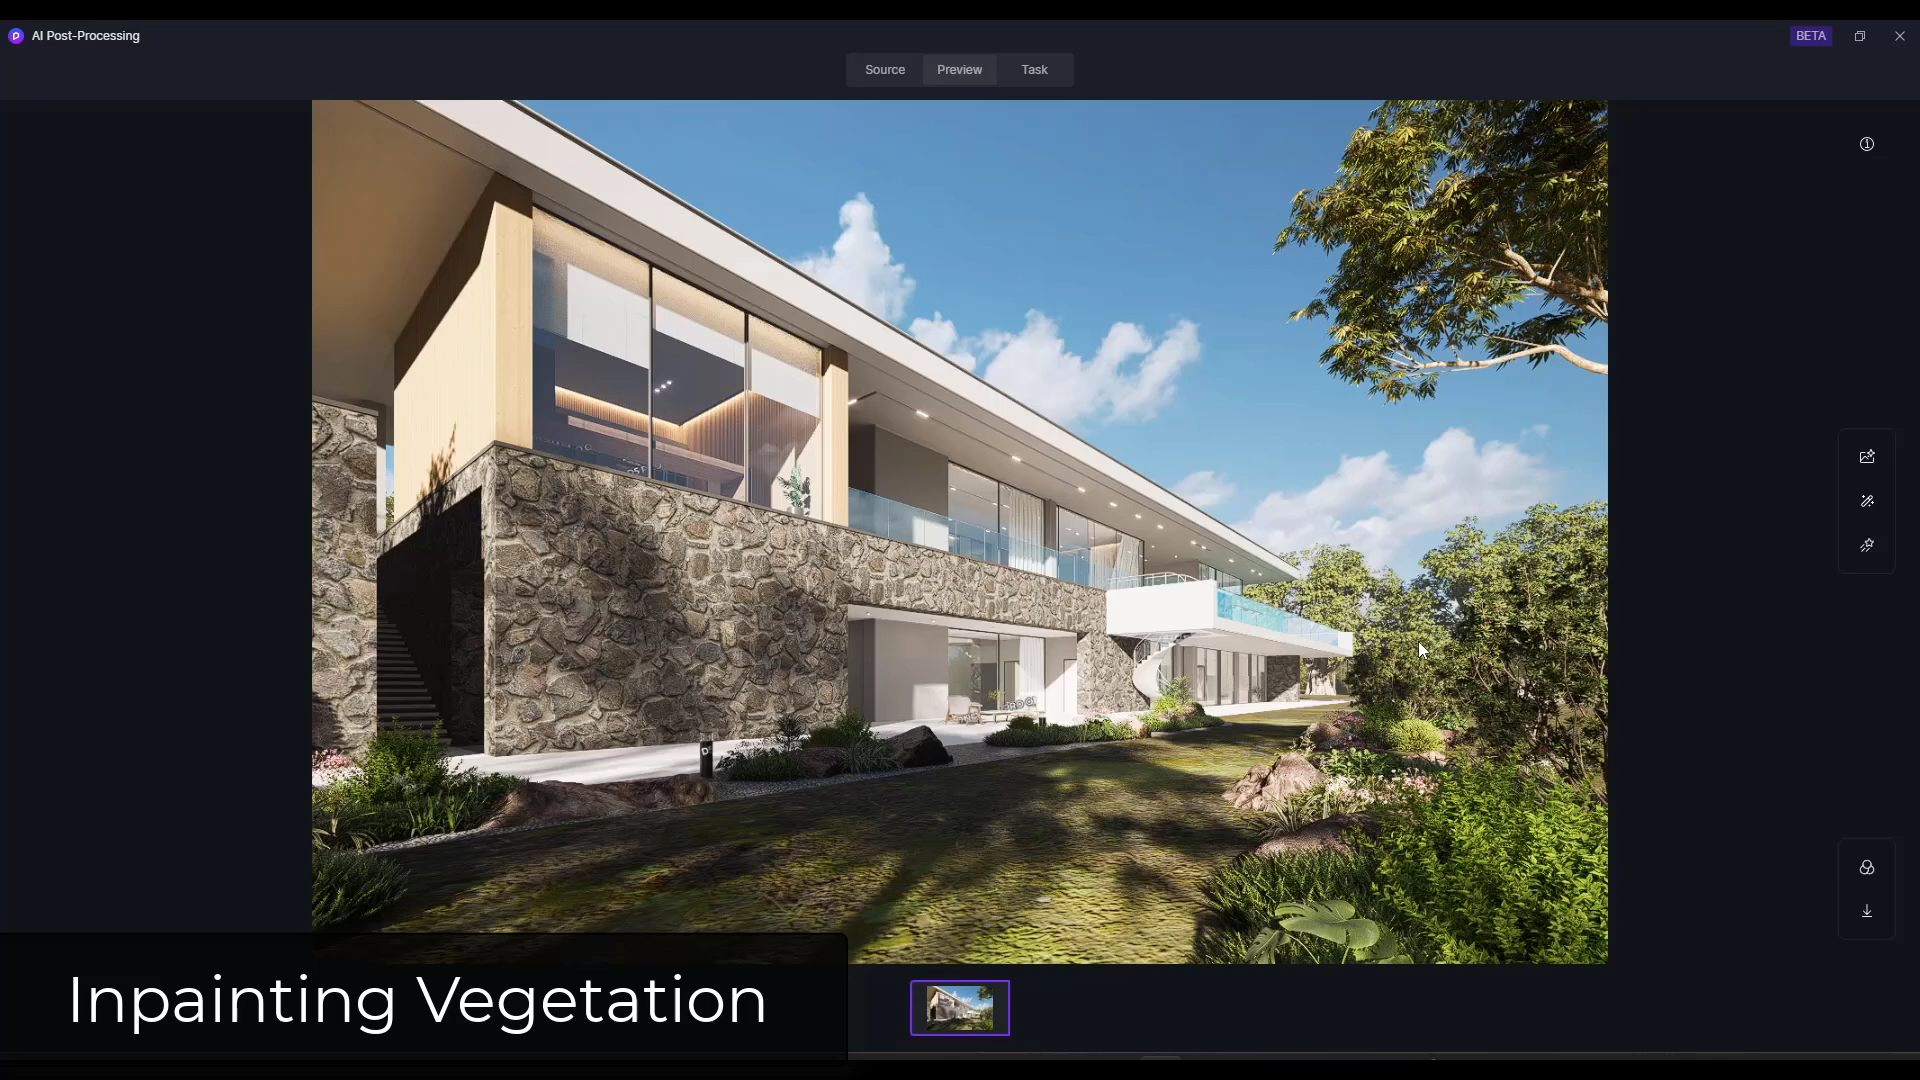 AI Post-Processing
BETA
Source
Preview
Task
Inpainting Vegetation